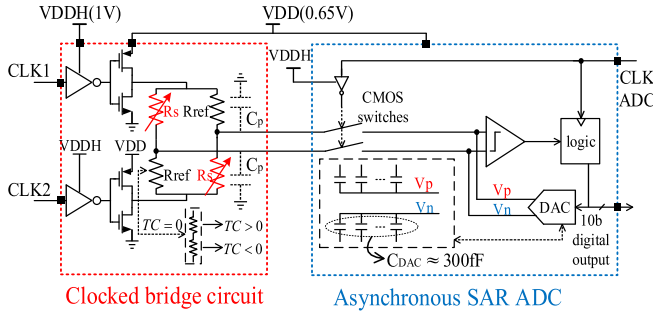 VDDH(1V)
VDD(0.65V)
CLK1
Rs
Rref
Cp
VDDH
CLK
ADC
CMOS
switches
logic
VDDH
VDD
Rref
Rs
Cp
CLK2
TC = 0
TC > 0
TC < 0
Vp
Vn
Vp
Vn
DAC
10b
digital
output
CDAC ≈ 300fF
Clocked bridge circuit
Asynchronous SAR ADC